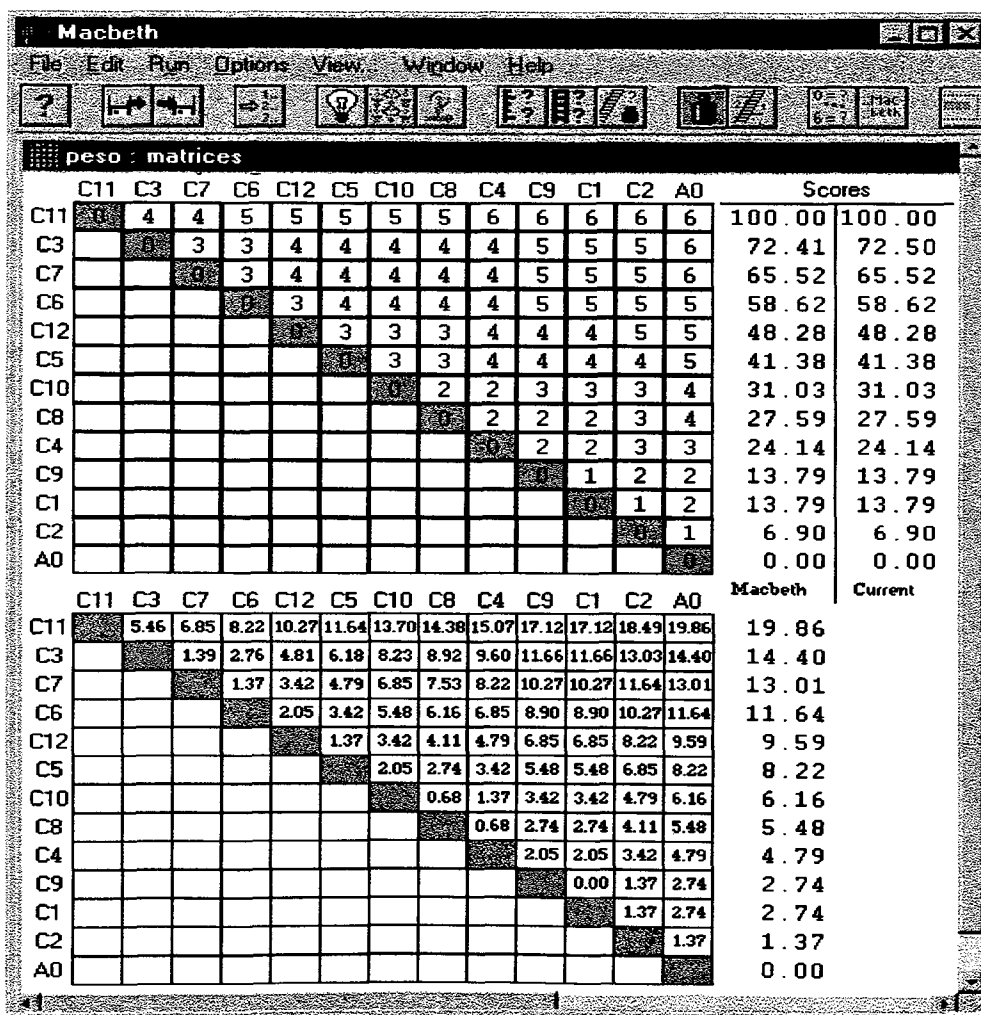 Macbeth
File Edit Run Options View.. Window Help
peso : matrices
C11 C3 C7 C6 C12 C5 C10 C8 C4 C9 C1 C2 A0 Scores
C11 0 4 4 5 5 5 5 5 6 6 6 6 6 100.00 100.00
C3 0 3 3 4 4 4 4 4 5 5 5 6 72.41 72.50
C7 0 3 4 4 4 4 4 5 5 5 6 65.52 65.52
C6 0 3 4 4 4 4 5 5 5 5 58.62 58.62
C12 0 3 3 3 4 4 4 5 5 48.28 48.28
C5 0 3 3 4 4 4 4 5 41.38 41.38
C10 0 2 2 3 3 3 4 31.03 31.03
C8 0 2 2 2 3 4 27.59 27.59
C4 0 2 2 3 3 24.14 24.14
C9 0 1 2 2 13.79 13.79
C1 0 1 2 13.79 13.79
C2 0 1 6.90 6.90
A0 0 0.00 0.00
C11 C3 C7 C6 C12 C5 C10 C8 C4 C9 C1 C2 A0 Macbeth Current
C11 5.46 6.85 8.22 10.27 11.64 13.70 14.38 15.07 17.12 17.12 18.49 19.86 19.86
C3 1.39 2.76 4.81 6.18 8.23 8.92 9.60 11.66 11.66 13.03 14.40 14.40
C7 1.37 3.42 4.79 6.85 7.53 8.22 10.27 10.27 11.64 13.01 13.01
C6 2.05 3.42 5.48 6.16 6.85 8.90 8.90 10.27 11.64 11.64
C12 1.37 3.42 4.11 4.79 6.85 6.85 8.22 9.59 9.59
C5 2.05 2.74 3.42 5.48 5.48 6.85 8.22 8.22
C10 0.68 1.37 3.42 3.42 4.79 6.16 6.16
C8 0.68 2.74 2.74 4.11 5.48 5.48
C4 2.05 2.05 3.42 4.79 4.79
C9 0.00 1.37 2.74 2.74
C1 1.37 2.74 2.74
C2 1.37 1.37
A0 0.00